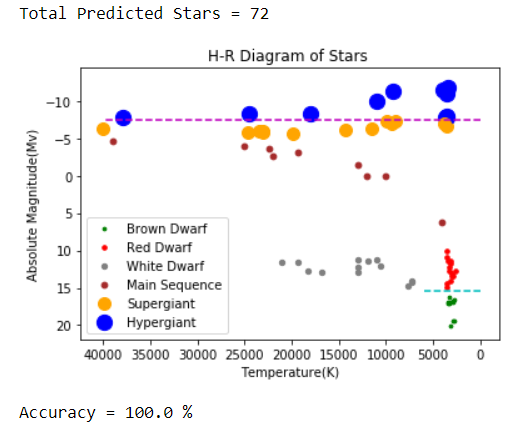 Total Predicted Stars = 72
H-R Diagram of Stars
Absolute Magnitude(Mv)
−10
−5
0
5
10
15
20
Brown Dwarf
Red Dwarf
White Dwarf
Main Sequence
Supergiant
Hypergiant
40000 35000 30000 25000 20000 15000 10000 5000 0
Temperature(K)
Accuracy = 100.0 %